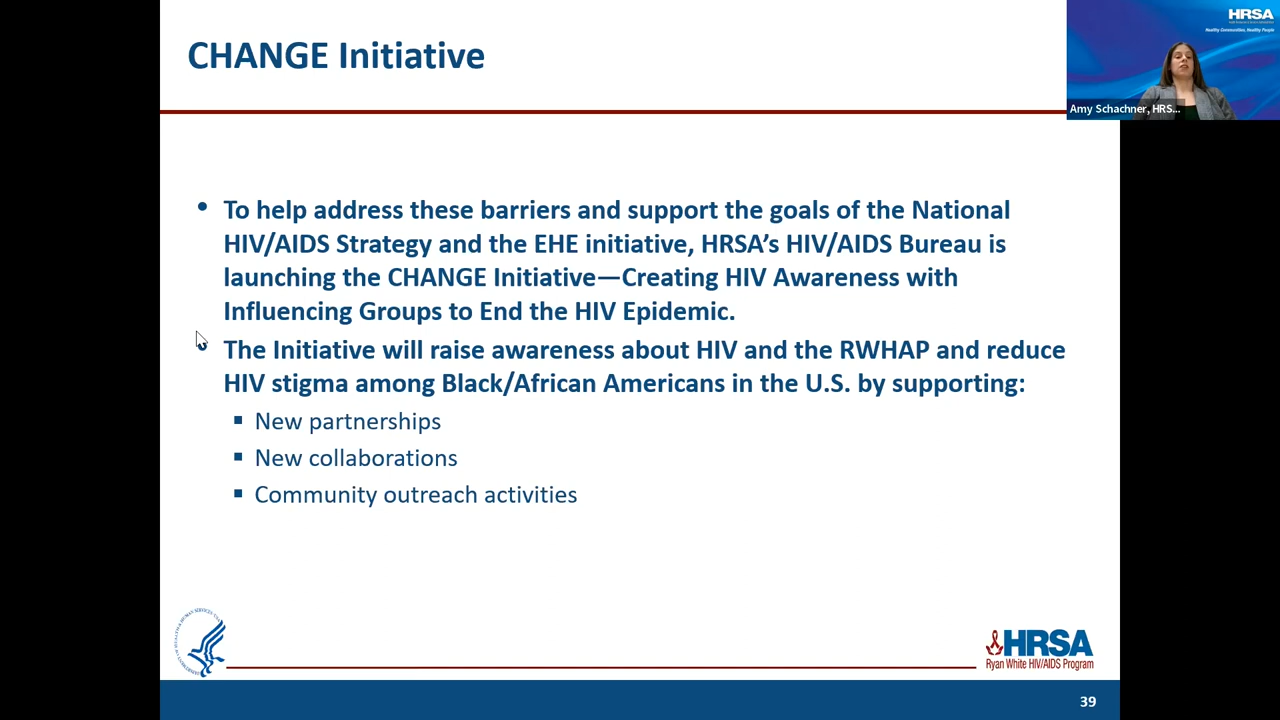 CHANGE Initiative
HRSA
Healthy Communities, Healthy People
Amy Schachner, HRS...
• To help address these barriers and support the goals of the National
HIV/AIDS Strategy and the EHE initiative, HRSA’s HIV/AIDS Bureau is
launching the CHANGE Initiative—Creating HIV Awareness with
Influencing Groups to End the HIV Epidemic.
• The Initiative will raise awareness about HIV and the RWHAP and reduce
HIV stigma among Black/African Americans in the U.S. by supporting:
▪ New partnerships
▪ New collaborations
▪ Community outreach activities
HRSA
Ryan White HIV/AIDS Program
39